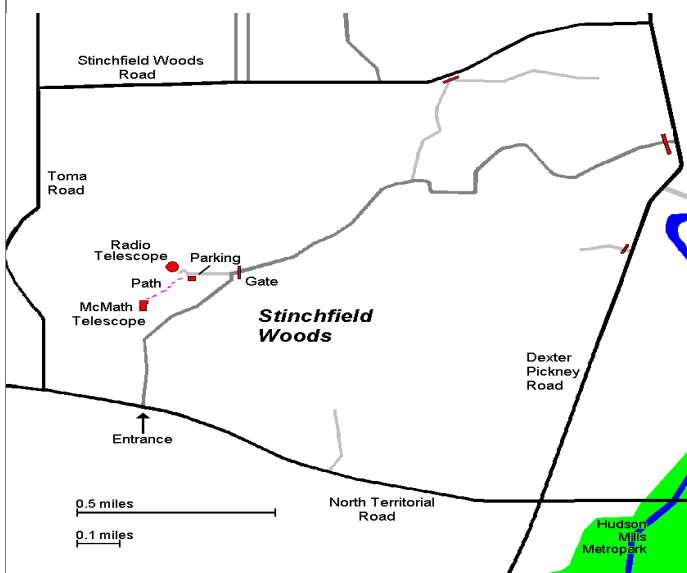 Stinchfield Woods
Road
Toma
Road
Radio
Telescope
Parking
Path
Gate
McMath
Telescope
Stinchfield
Woods
Dexter
Pickney
Road
Entrance
0.5 miles
North Territorial
Road
0.1 miles
Hudson
Mills
Metropark